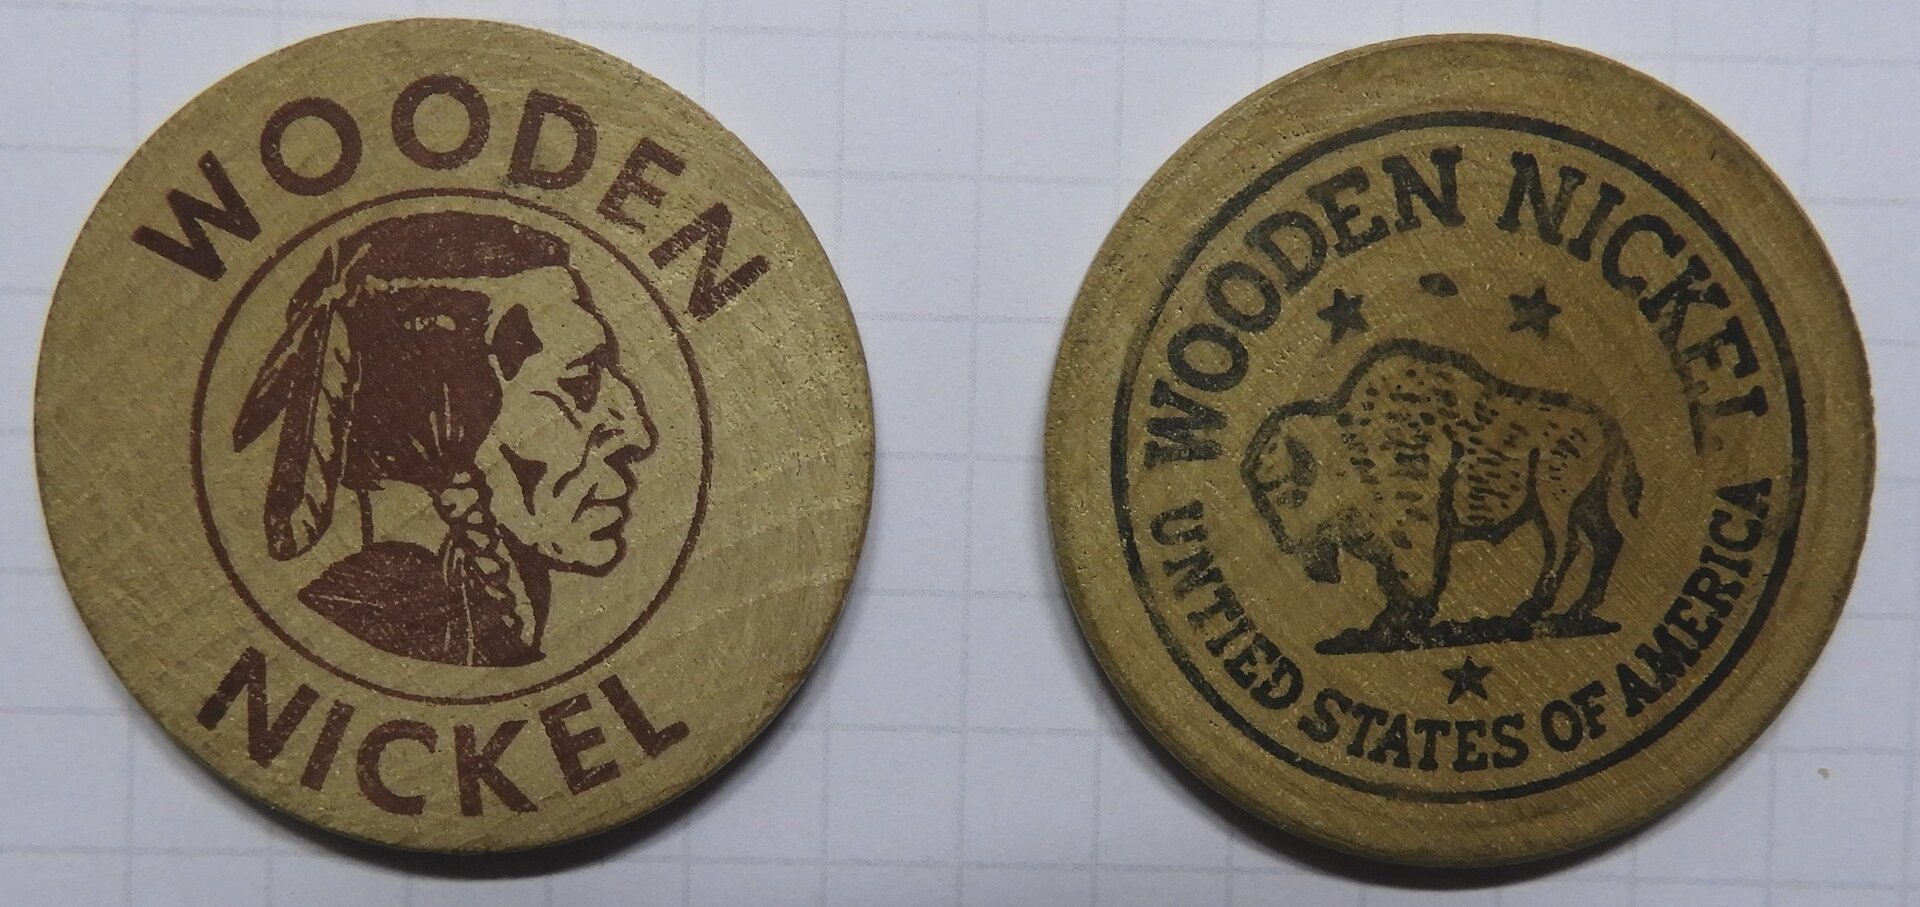 WOODEN
NICKEL
WOODEN NICKEL
UNTIED STATES OF AMERICA